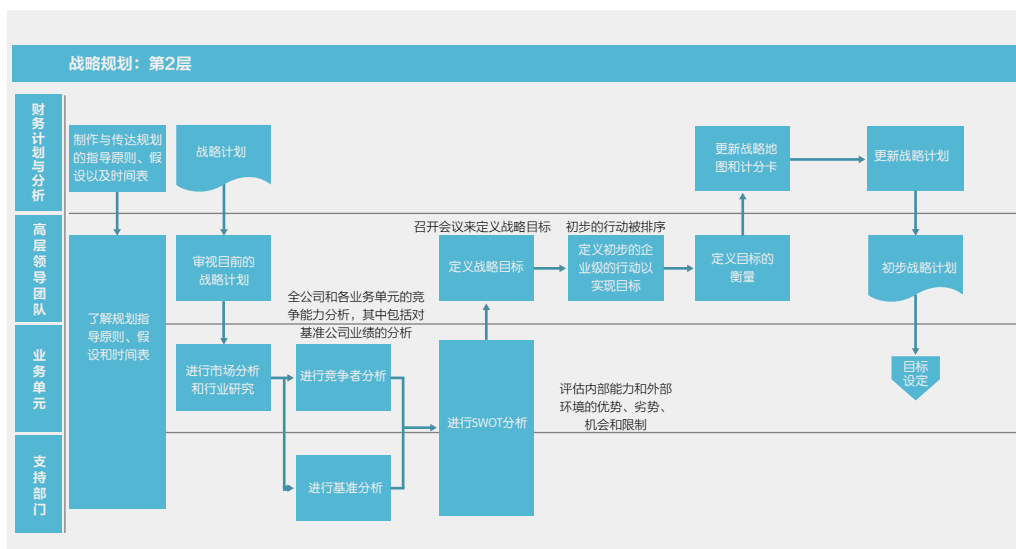 战略规划：第2层
财务计划与分析
制作与传达规划
的指导原则、假
设以及时间表
战略计划
更新战略地
图和计分卡
更新战略计划
高层领导团队
召开会议来定义战略目标
初步的行动被排序
审视目前的
战略计划
定义战略目标
定义初步的企
业级的行动以
实现目标
定义目标的
衡量
初步战略计划
全公司和各业务单元的竞
争能力分析，其中包括对
基准公司业绩的分析
了解规划指
导原则、假
设和时间表
业务单元
进行市场分析
和行业研究
进行竞争者分析
进行SWOT分析
评估内部能力和外部
环境的优势、劣势、
机会和限制
目标
设定
支持部门
进行基准分析